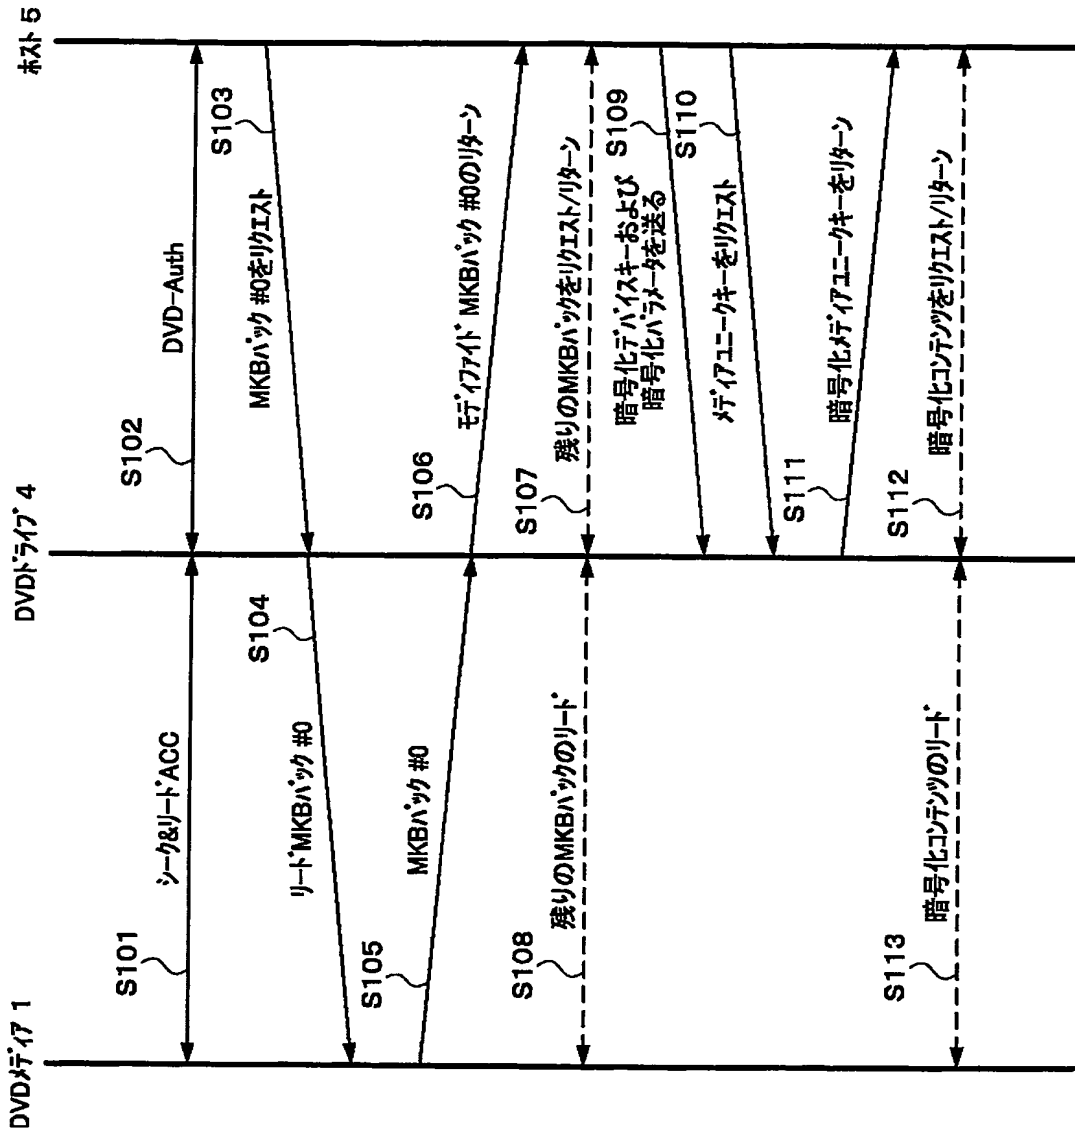 DVDメディア 1
DVDドライブ 4
ホスト 5
シーク&リードACC
S101
DVD-Auth
S102
MKBパック #0をリクエスト
S103
リードMKBパック #0
S104
MKBパック #0
S105
モディファイド MKBパック #0のリターン
S106
残りのMKBパックをリクエスト/リターン
S107
残りのMKBパックのリード
S108
暗号化デバイスキーおよび
暗号化パラメータを送る
S109
メディアユニークキーをリクエスト
S110
暗号化メディアユニークキーをリターン
S111
暗号化コンテンツをリクエスト/リターン
S112
暗号化コンテンツのリード
S113